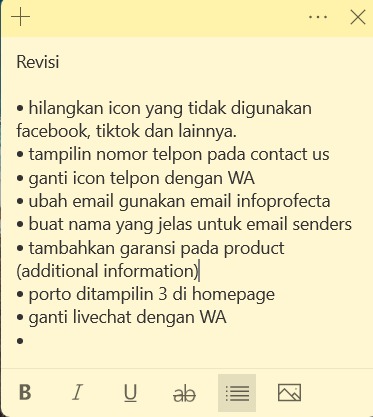 Revisi
• hilangkan icon yang tidak digunakan
facebook, tiktok dan lainnya.
• tampilin nomor telpon pada contact us
• ganti icon telpon dengan WA
• ubah email gunakan email infoprofecta
• buat nama yang jelas untuk email senders
• tambahkan garansi pada product
(additional information)
• porto ditampilin 3 di homepage
• ganti livechat dengan WA
•
B I U ab